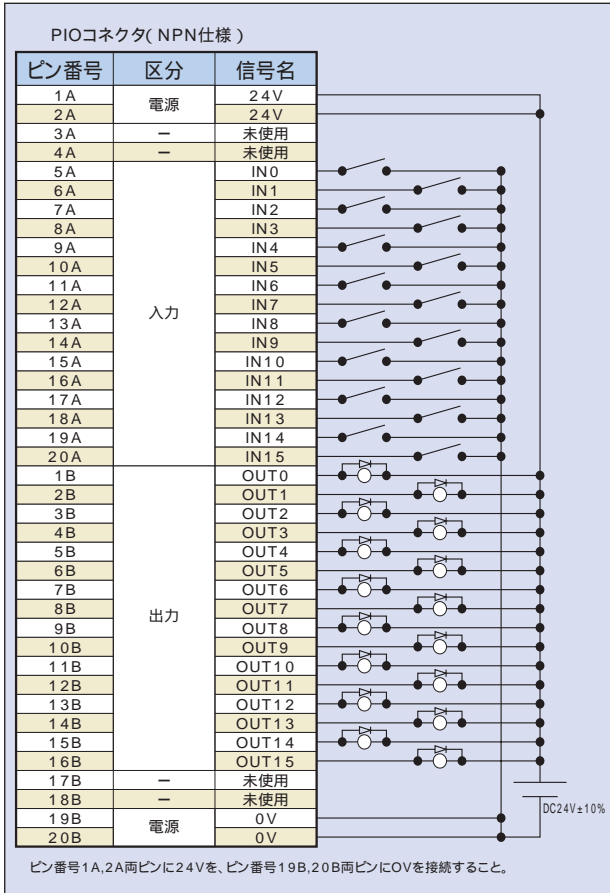 PIOコネクタ(NPN仕様)
ピン番号 区分 信号名
1A 電源 24V
2A 24V
3A － 未使用
4A － 未使用
5A 入力 IN0
6A IN1
7A IN2
8A IN3
9A IN4
10A IN5
11A IN6
12A IN7
13A IN8
14A IN9
15A IN10
16A IN11
17A IN12
18A IN13
19A IN14
20A IN15
1B 出力 OUT0
2B OUT1
3B OUT2
4B OUT3
5B OUT4
6B OUT5
7B OUT6
8B OUT7
9B OUT8
10B OUT9
11B OUT10
12B OUT11
13B OUT12
14B OUT13
15B OUT14
16B OUT15
17B － 未使用
18B － 未使用
19B 電源 0V
20B 0V
DC24V±10%
ピン番号1A,2A両ピンに24Vを、ピン番号19B,20B両ピンにOVを接続すること。